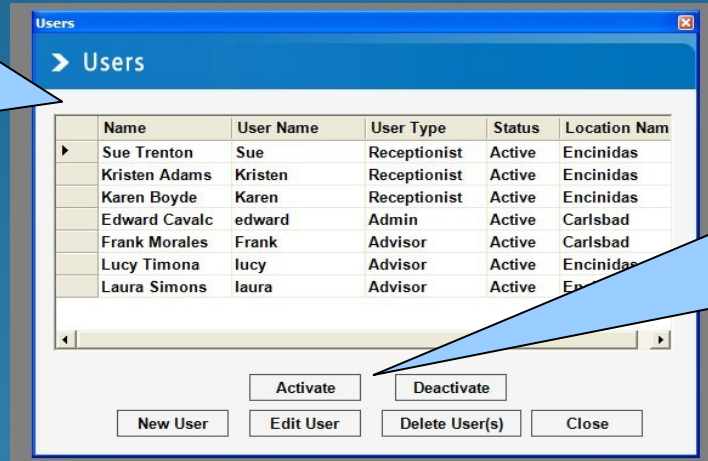 Users
Users
Name User Name User Type Status Location Nam
Sue Trenton Sue Receptionist Active Encinidas
Kristen Adams Kristen Receptionist Active Encinidas
Karen Boyde Karen Receptionist Active Encinidas
Edward Cavalc edward Admin Active Carlsbad
Frank Morales Frank Advisor Active Carlsbad
Lucy Timona lucy Advisor Active Encinidas
Laura Simons laura Advisor Active
Activate Deactivate
New User Edit User Delete User(s) Close